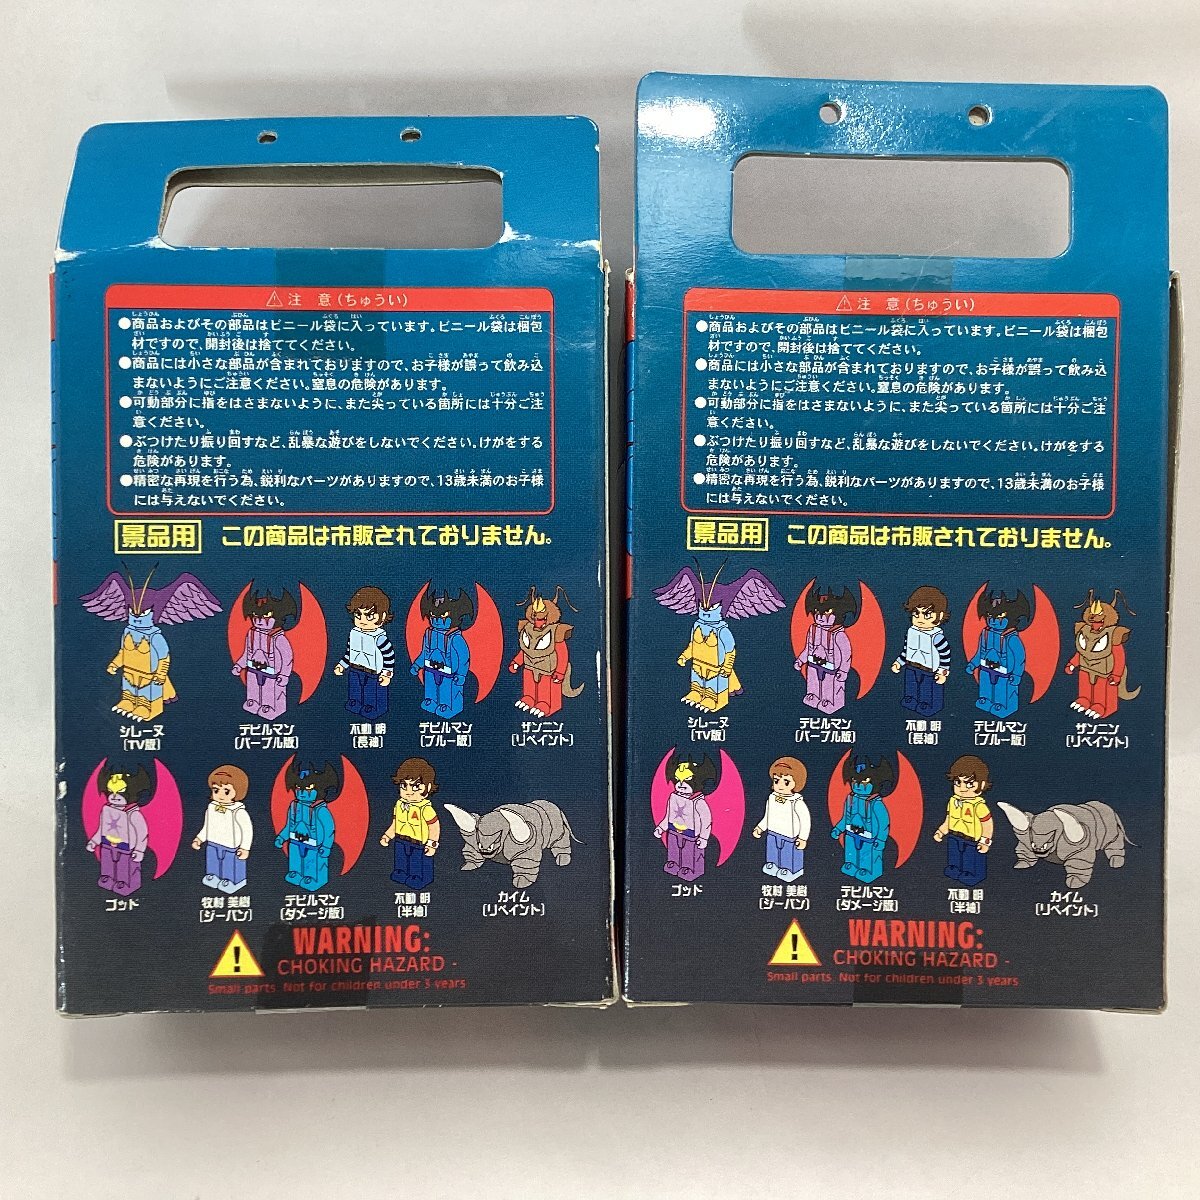 ⚠注 意(ちゅうい)
●商品およびその部品はビニール袋に入っています。ビニール袋は梱包
材ですので、開封後は捨ててください。
●商品には小さな部品が含まれておりますので、お子様が誤って飲み込
まないようにご注意ください。窒息の危険があります。
●可動部分に指をはさまないように、また尖っている箇所には十分ご注
意ください。
●ぶつけたり振り回すなど、乱暴な遊びをしないでください。けがをする
危険があります。
●精密な再現を行う為、鋭利なパーツがありますので、13歳未満のお子様
には与えないでください。
景品用 この商品は市販されておりません。
シレーヌ
〔TV版〕
デビルマン
〔パープル版〕
不動 明
〔長袖〕
デビルマン
〔ブルー版〕
ザンニン
〔リペイント〕
ゴッド
牧村 美樹
〔ジーパン〕
デビルマン
〔ダメージ版〕
不動 明
〔半袖〕
カイム
〔リペイント〕
WARNING:
CHOKING HAZARD -
Small parts. Not for children under 3 years
⚠注 意(ちゅうい)
●商品およびその部品はビニール袋に入っています。ビニール袋は梱包
材ですので、開封後は捨ててください。
●商品には小さな部品が含まれておりますので、お子様が誤って飲み込
まないようにご注意ください。窒息の危険があります。
●可動部分に指をはさまないように、また尖っている箇所には十分ご注
意ください。
●ぶつけたり振り回すなど、乱暴な遊びをしないでください。けがをする
危険があります。
●精密な再現を行う為、鋭利なパーツがありますので、13歳未満のお子様
には与えないでください。
景品用 この商品は市販されておりません。
シレーヌ
〔TV版〕
デビルマン
〔パープル版〕
不動 明
〔長袖〕
デビルマン
〔ブルー版〕
ザンニン
〔リペイント〕
ゴッド
牧村 美樹
〔ジーパン〕
デビルマン
〔ダメージ版〕
不動 明
〔半袖〕
カイム
〔リペイント〕
WARNING:
CHOKING HAZARD -
Small parts. Not for children under 3 years